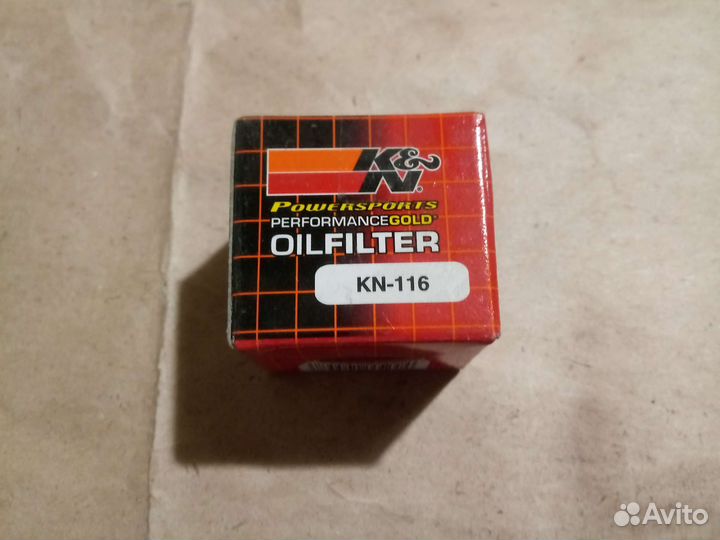 K&N®
POWERSPORTS
PERFORMANCEGOLD®
OILFILTER
KN-116
Avito